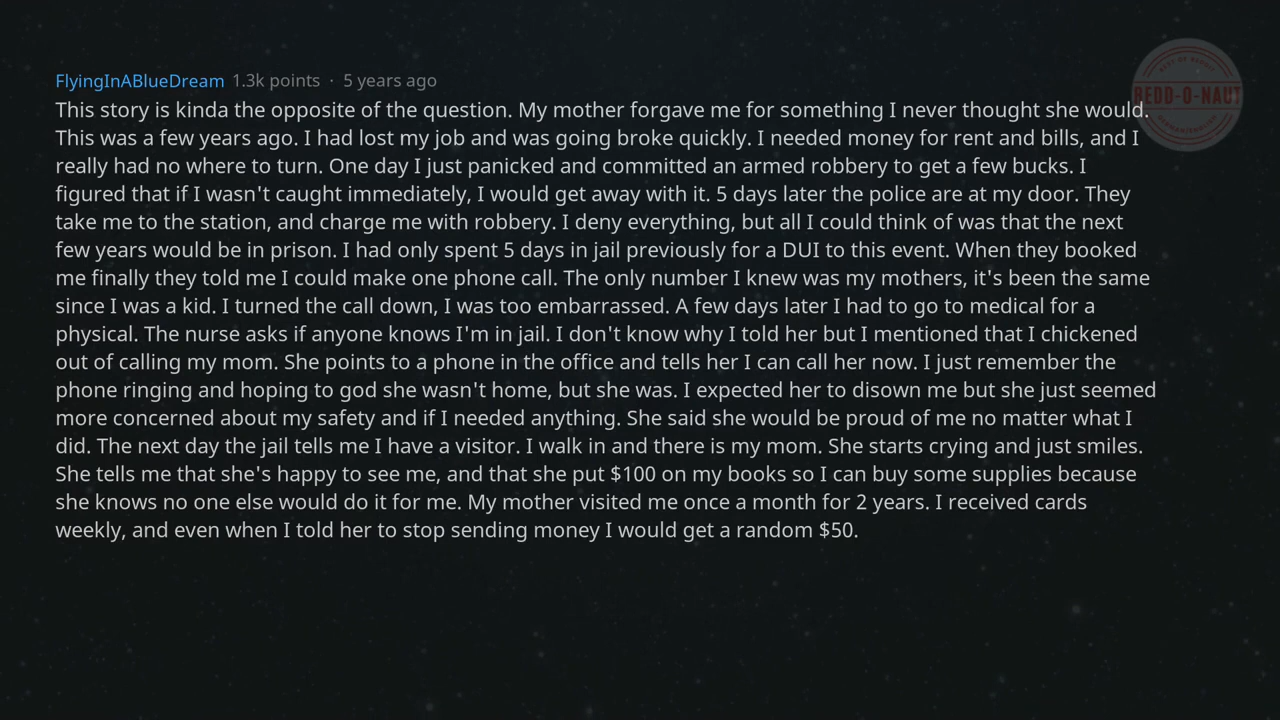 FlyingInABlueDream 1.3k points · 5 years ago
This story is kinda the opposite of the question. My mother forgave me for something I never thought she would.
This was a few years ago. I had lost my job and was going broke quickly. I needed money for rent and bills, and I
really had no where to turn. One day I just panicked and committed an armed robbery to get a few bucks. I
figured that if I wasn't caught immediately, I would get away with it. 5 days later the police are at my door. They
take me to the station, and charge me with robbery. I deny everything, but all I could think of was that the next
few years would be in prison. I had only spent 5 days in jail previously for a DUI to this event. When they booked
me finally they told me I could make one phone call. The only number I knew was my mothers, it's been the same
since I was a kid. I turned the call down, I was too embarrassed. A few days later I had to go to medical for a
physical. The nurse asks if anyone knows I'm in jail. I don't know why I told her but I mentioned that I chickened
out of calling my mom. She points to a phone in the office and tells her I can call her now. I just remember the
phone ringing and hoping to god she wasn't home, but she was. I expected her to disown me but she just seemed
more concerned about my safety and if I needed anything. She said she would be proud of me no matter what I
did. The next day the jail tells me I have a visitor. I walk in and there is my mom. She starts crying and just smiles.
She tells me that she's happy to see me, and that she put $100 on my books so I can buy some supplies because
she knows no one else would do it for me. My mother visited me once a month for 2 years. I received cards
weekly, and even when I told her to stop sending money I would get a random $50.
REDD-O-NAUT